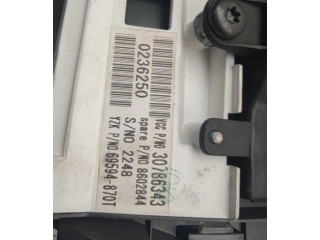 VCC P/NO 30786343
spare P/NO 8602844
S/NO 2248
YZK P/NO 69594-870T
0236250